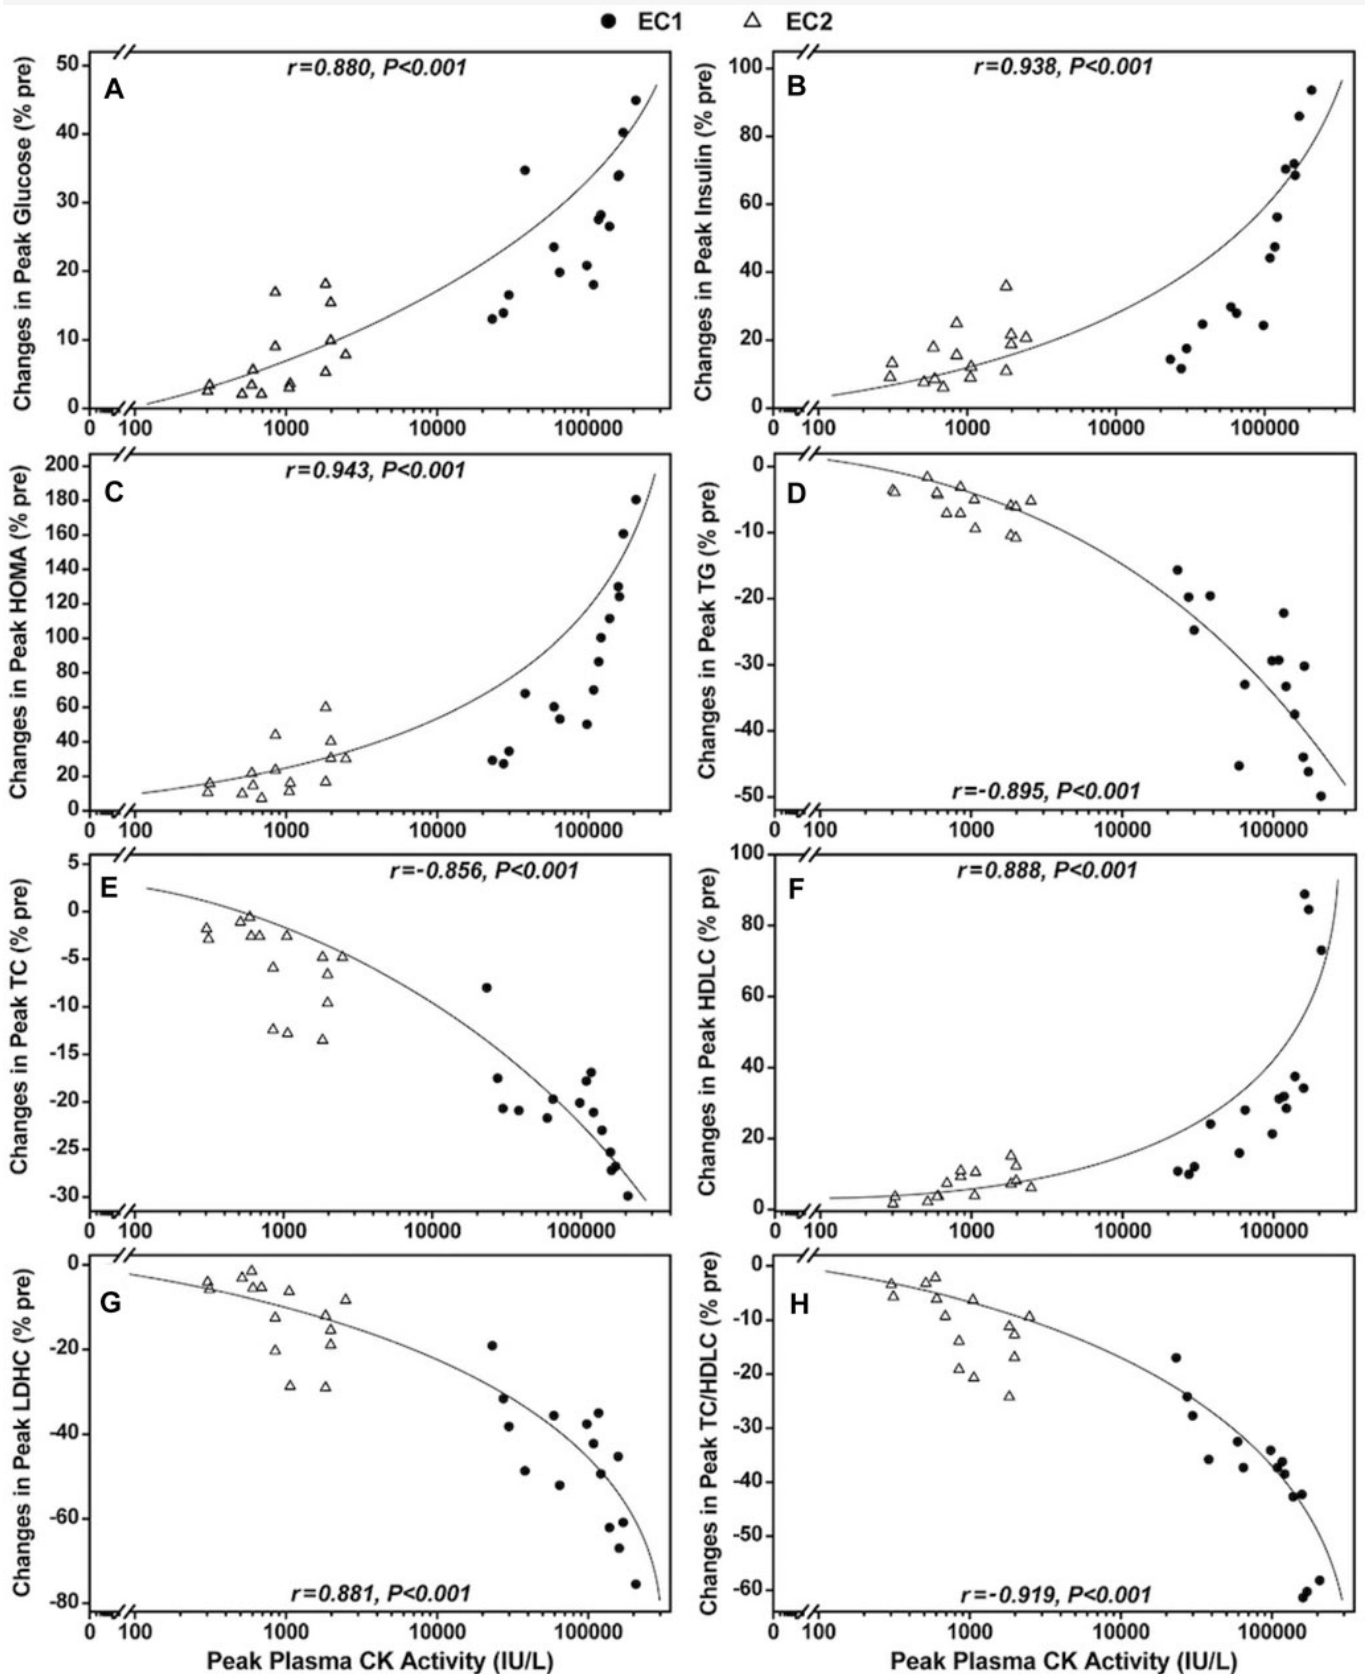 EC1 EC2
A
r=0.880, P<0.001
Changes in Peak Glucose (% pre)
50
40
30
20
10
0
0 100 1000 10000 100000
B
r=0.938, P<0.001
Changes in Peak Insulin (% pre)
100
80
60
40
20
0
0 100 1000 10000 100000
C
r=0.943, P<0.001
Changes in Peak HOMA (% pre)
200
180
160
140
120
100
80
60
40
20
0
0 100 1000 10000 100000
D
r=-0.895, P<0.001
Changes in Peak TG (% pre)
0
-10
-20
-30
-40
-50
0 100 1000 10000 100000
E
r=-0.856, P<0.001
Changes in Peak TC (% pre)
5
0
-5
-10
-15
-20
-25
-30
0 100 1000 10000 100000
F
r=0.888, P<0.001
Changes in Peak HDLC (% pre)
100
80
60
40
20
0
0 100 1000 10000 100000
G
r=0.881, P<0.001
Changes in Peak LDHC (% pre)
0
-20
-40
-60
-80
0 100 1000 10000 100000
Peak Plasma CK Activity (IU/L)
H
r=-0.919, P<0.001
Changes in Peak TC/HDLC (% pre)
0
-10
-20
-30
-40
-50
-60
0 100 1000 10000 100000
Peak Plasma CK Activity (IU/L)